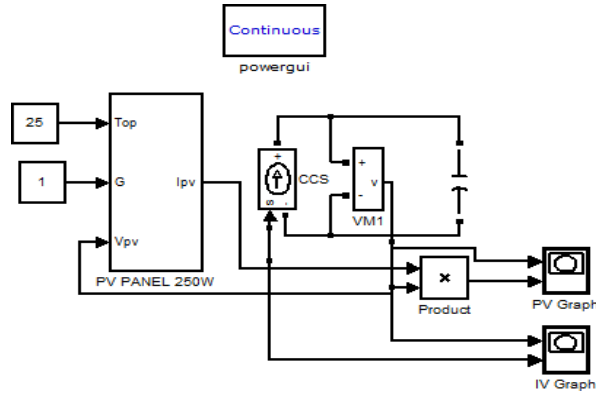 Continuous
powergui
25
Top
1
G
Ipv
Vpv
PV PANEL 250W
+
s
-
CCS
+
v
-
VM1
×
Product
PV Graph
IV Graph